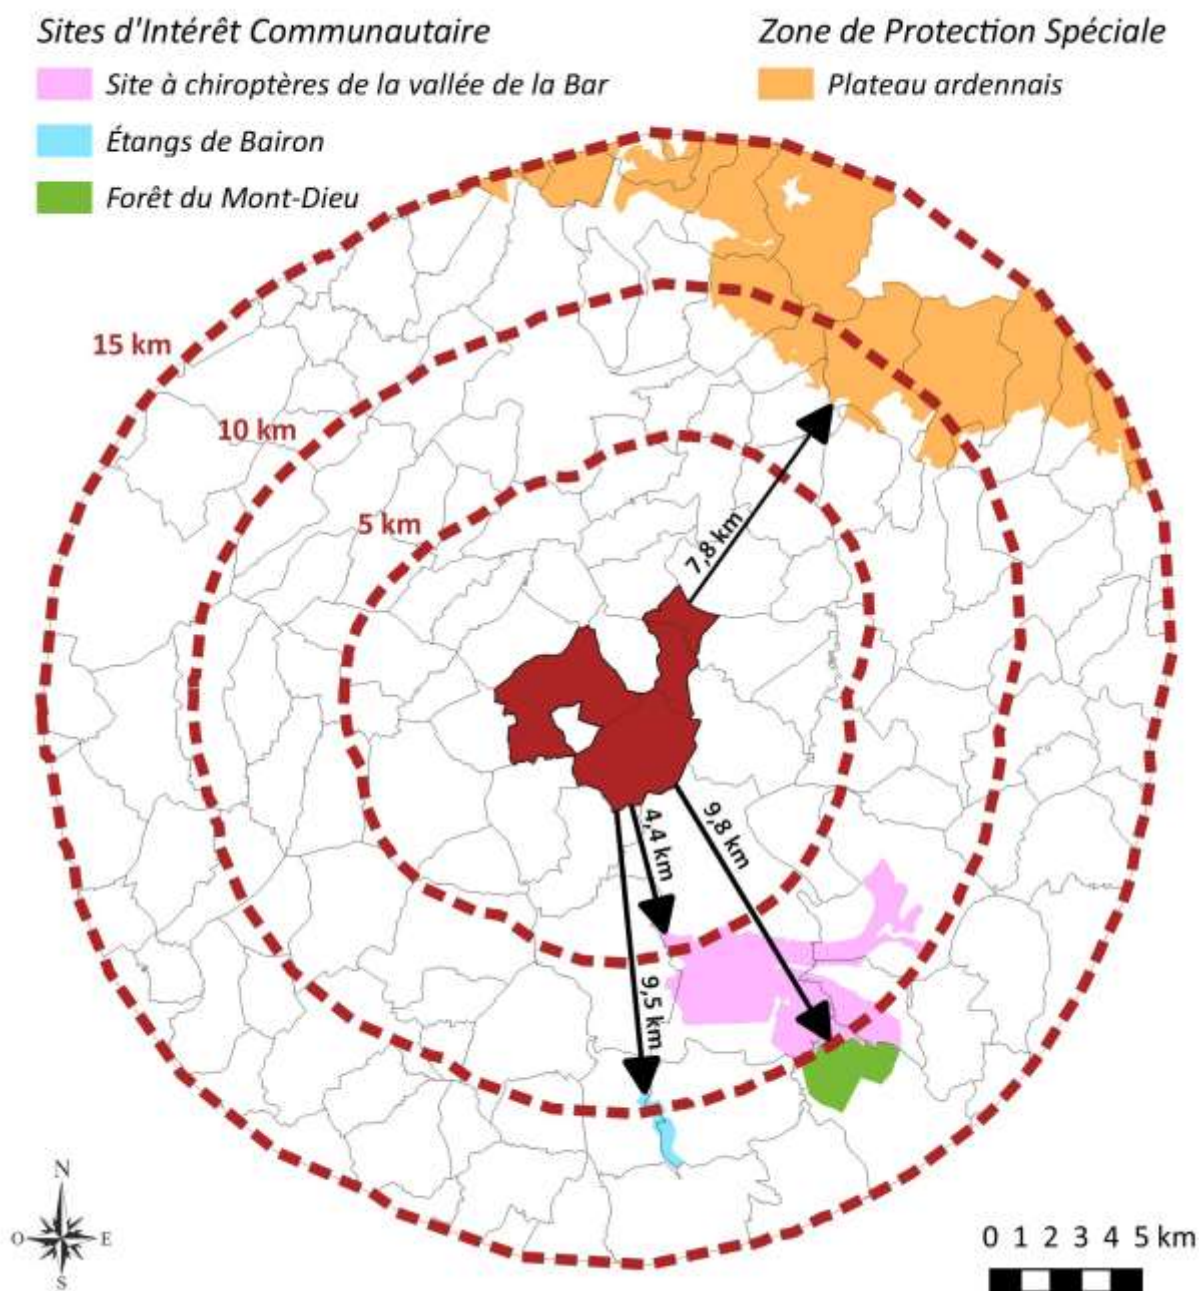 Sites d'Intérêt Communautaire
Zone de Protection Spéciale
Site à chiroptères de la vallée de la Bar
Plateau ardennais
Étangs de Bairon
Forêt du Mont-Dieu
15 km
10 km
5 km
7,8 km
4,4 km
9,8 km
9,5 km
N
O
E
S
0 1 2 3 4 5 km